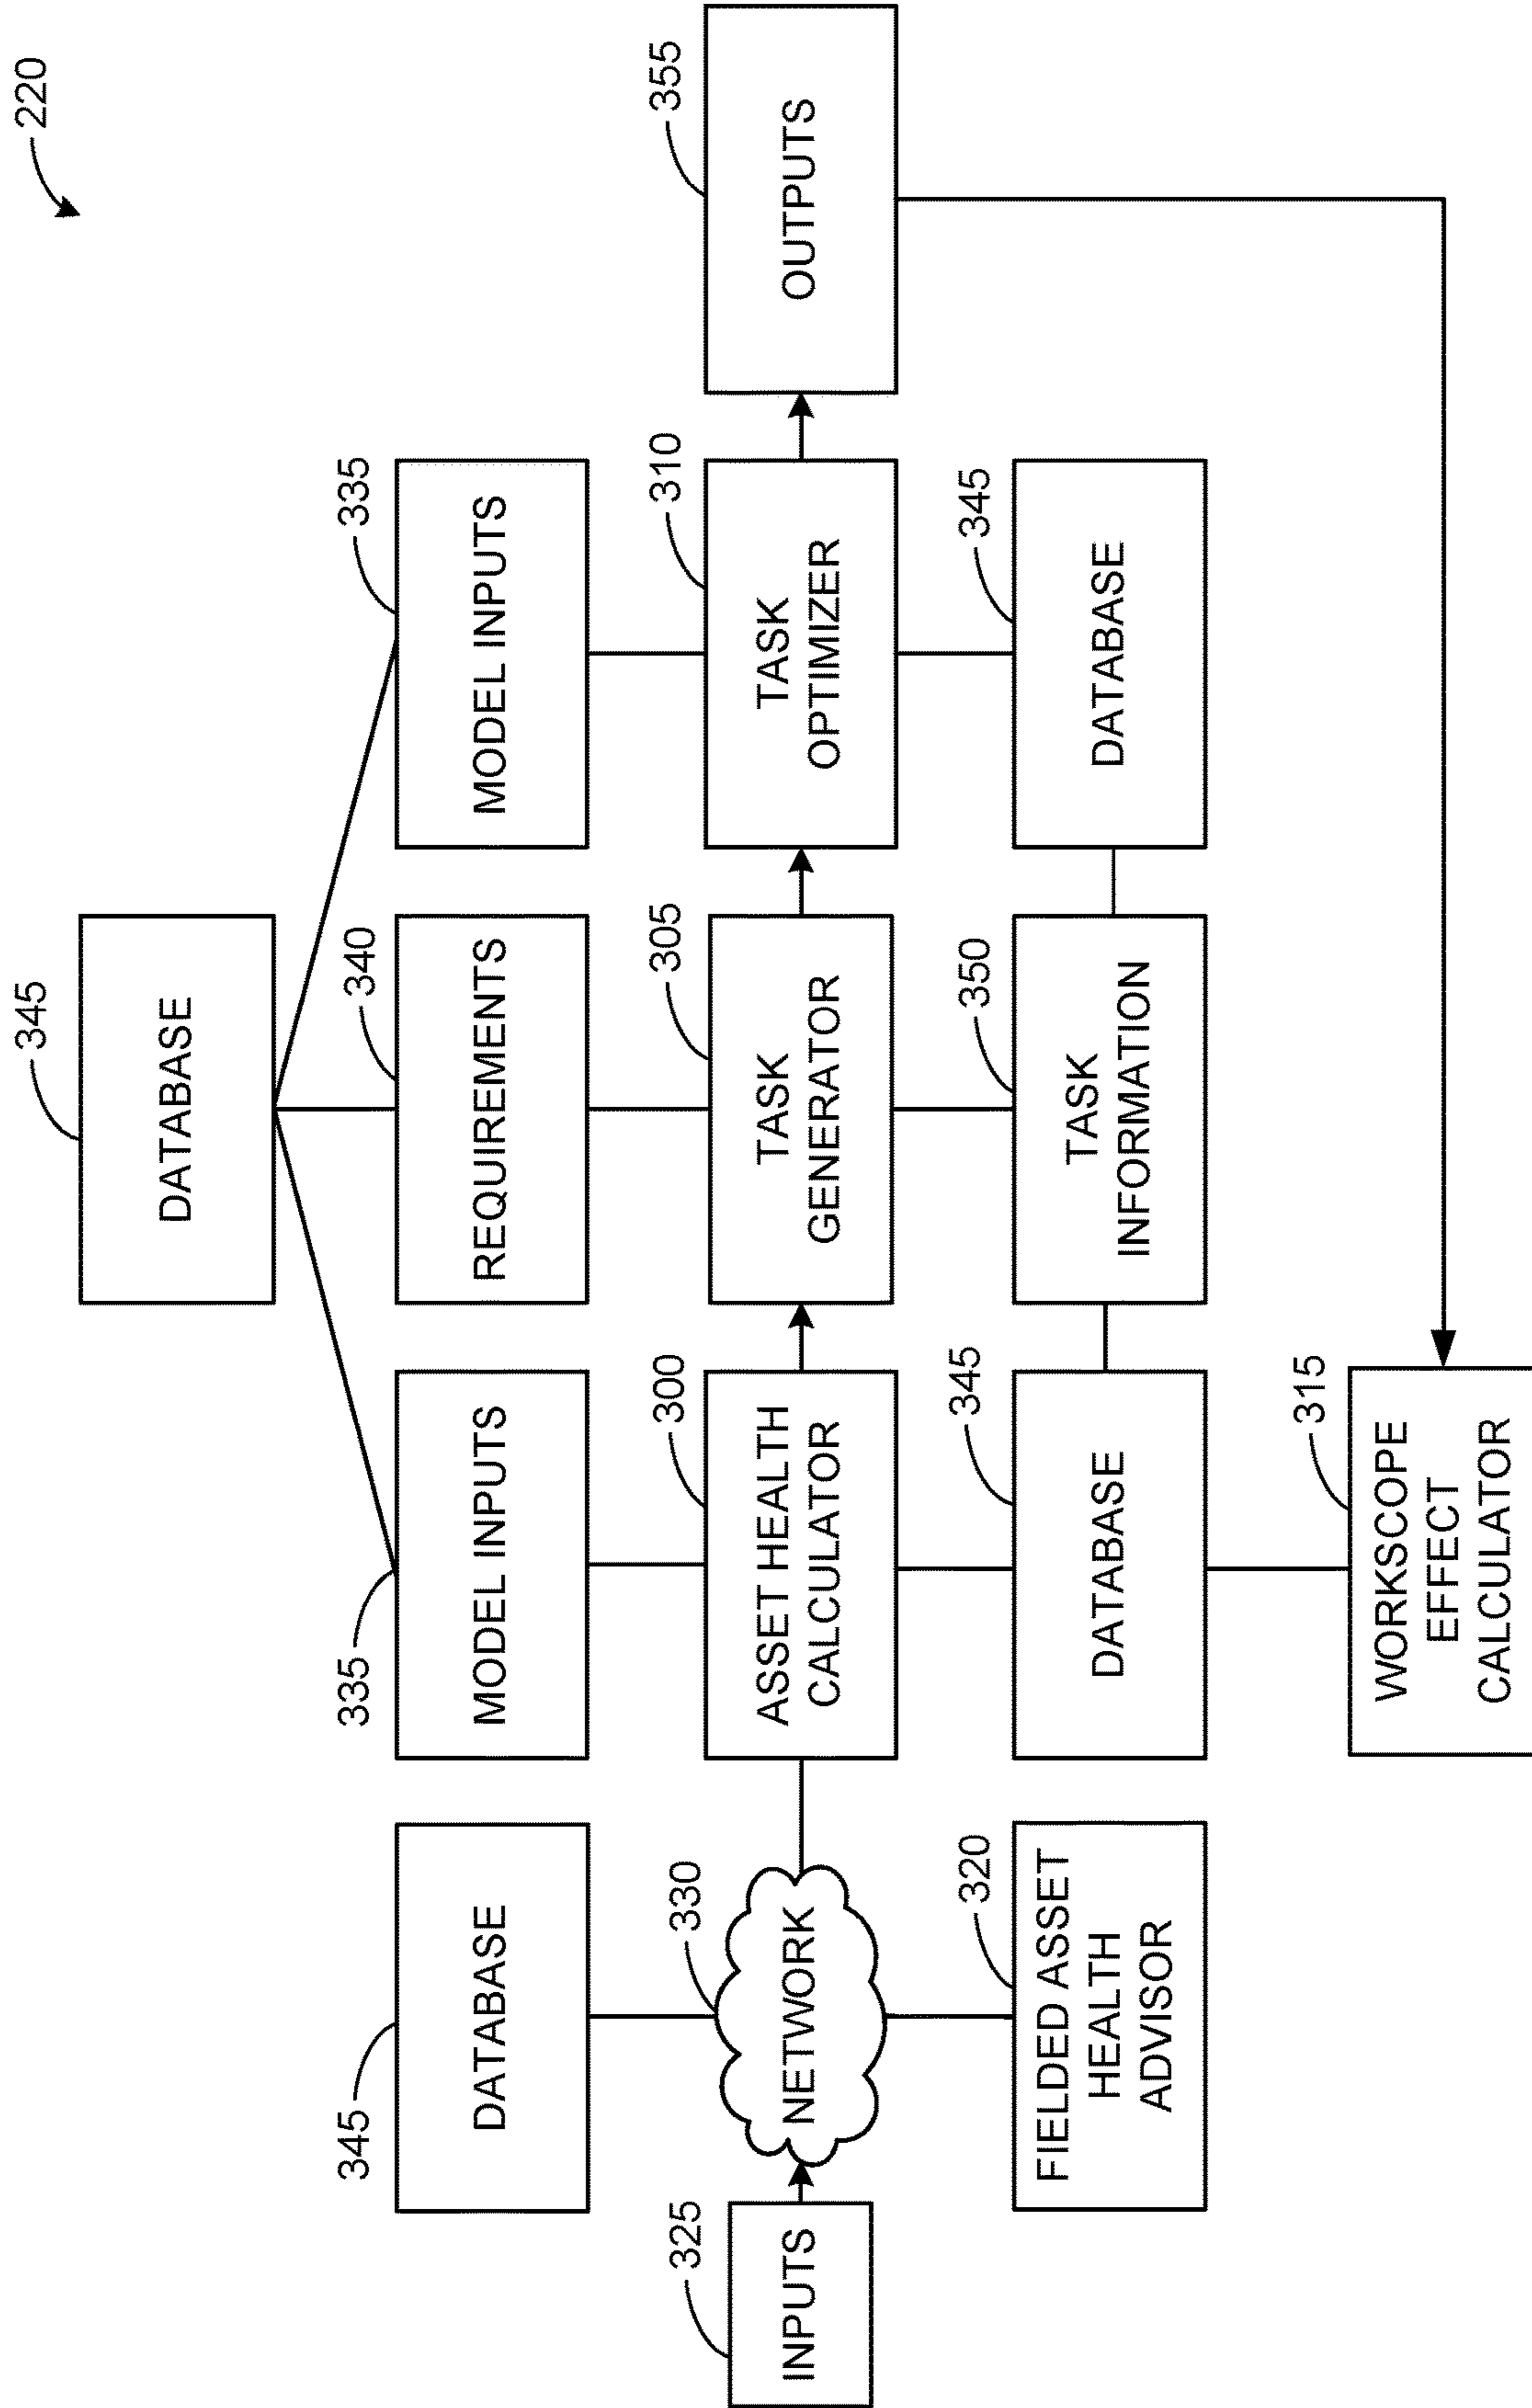 220
345
DATABASE
345
DATABASE
335
MODEL INPUTS
340
REQUIREMENTS
335
MODEL INPUTS
325
INPUTS
330
NETWORK
300
ASSET HEALTH
CALCULATOR
305
TASK
GENERATOR
310
TASK
OPTIMIZER
355
OUTPUTS
320
FIELDED ASSET
HEALTH
ADVISOR
345
DATABASE
350
TASK
INFORMATION
345
DATABASE
315
WORKSCOPE
EFFECT
CALCULATOR